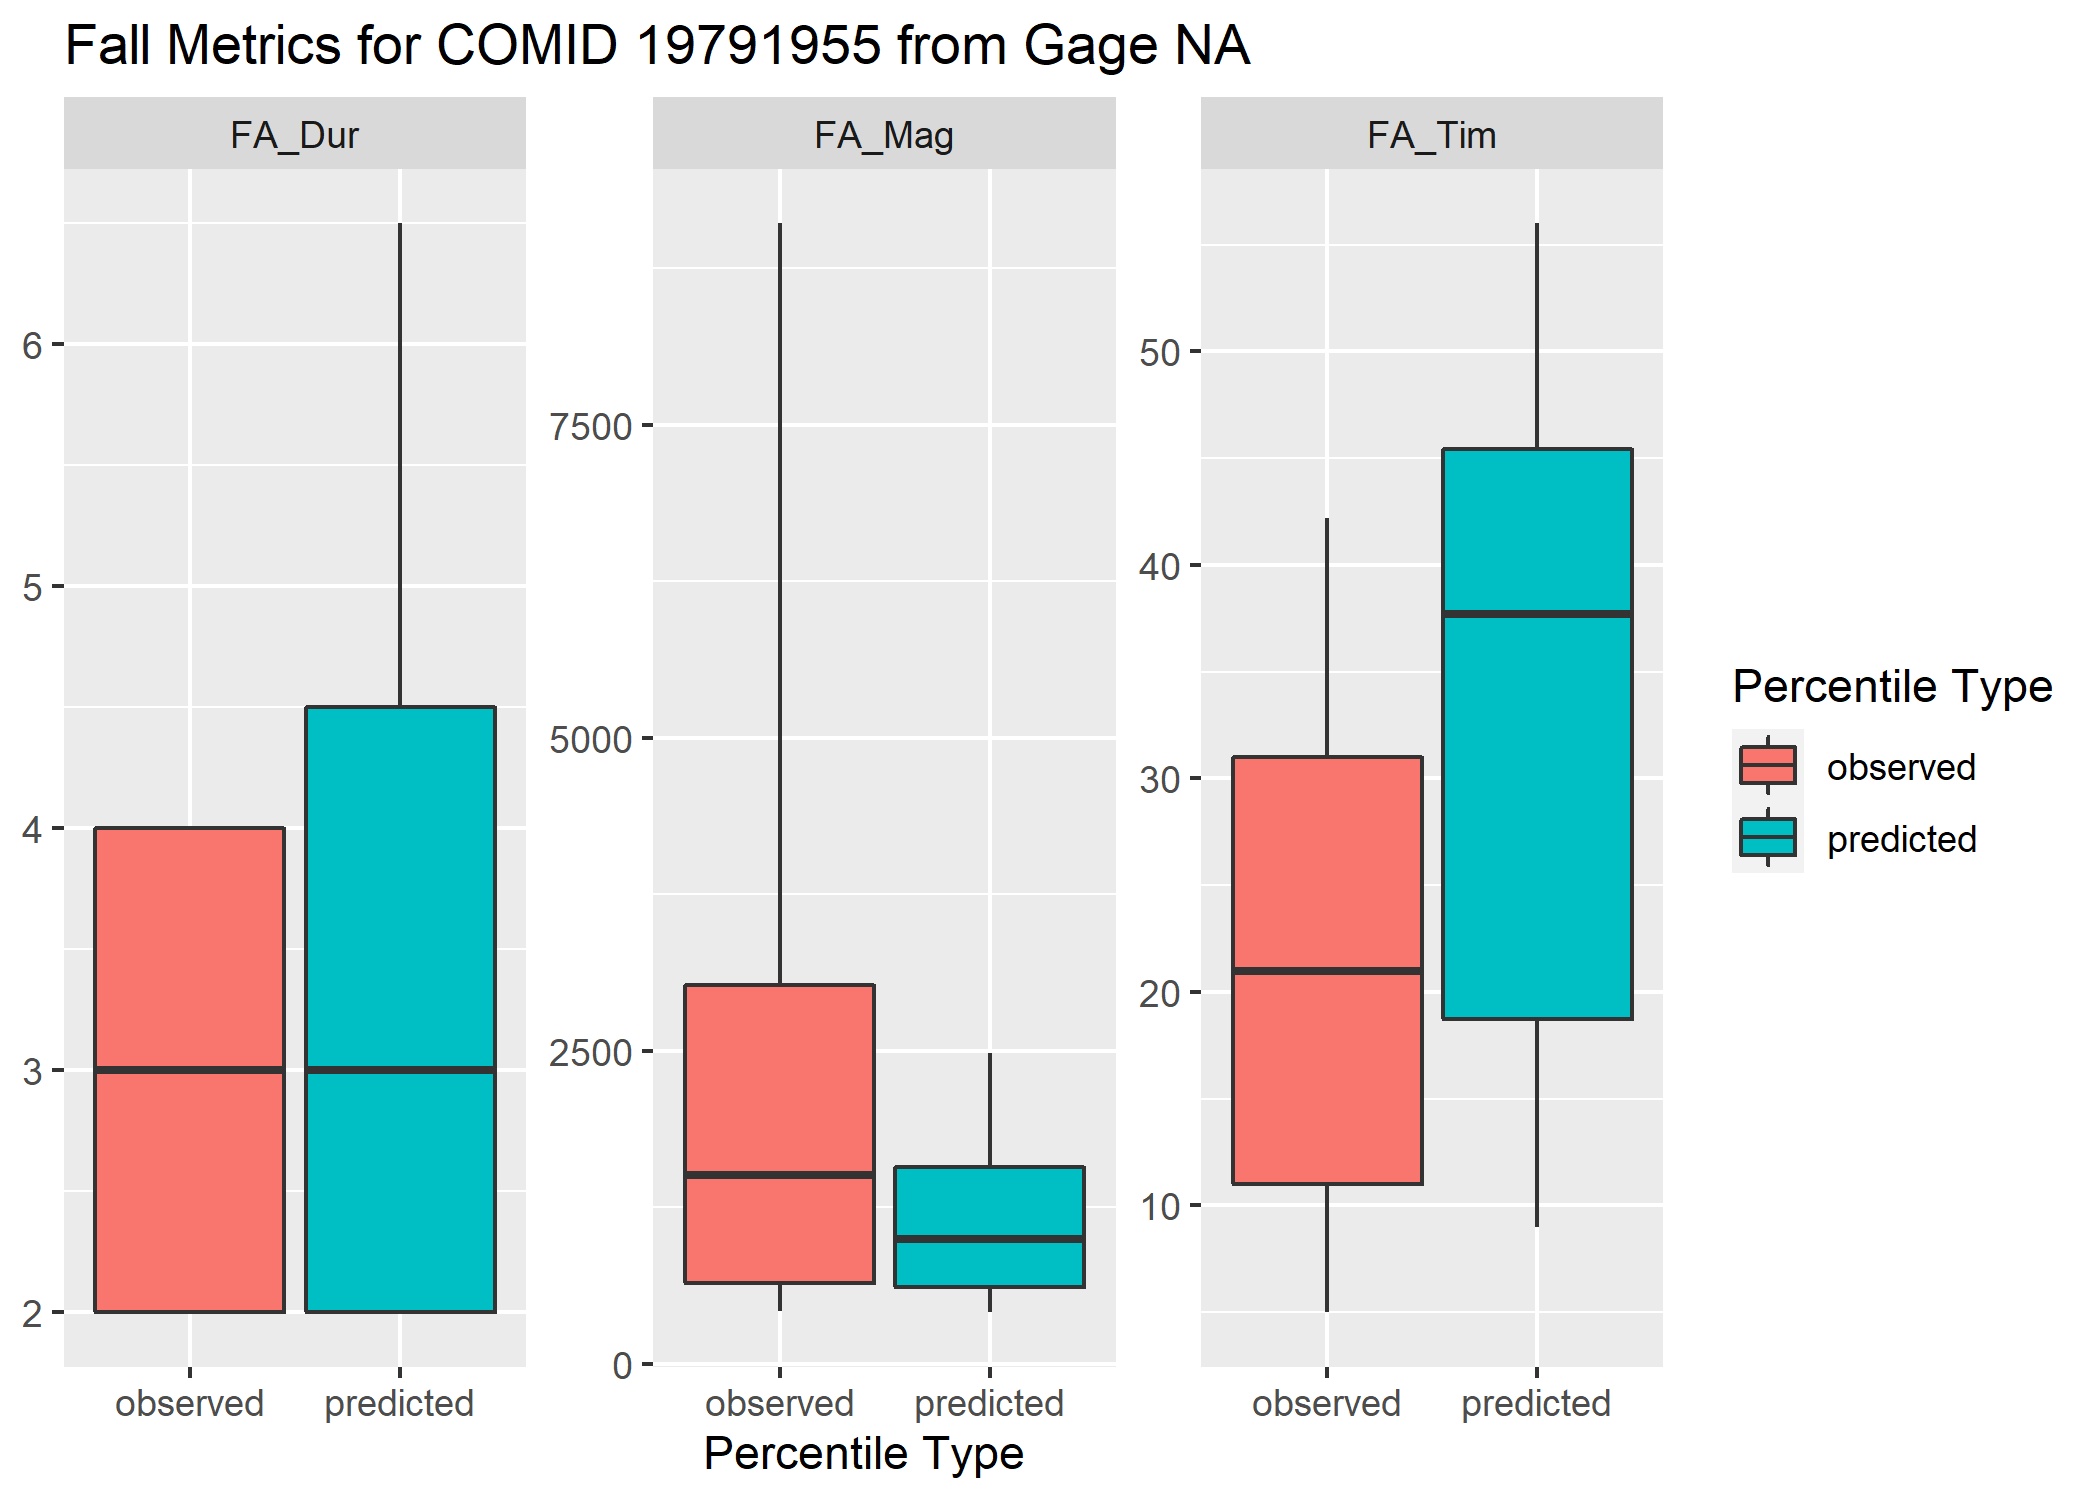 Fall Metrics for COMID 19791955 from Gage NA
FA_Dur
FA_Mag
FA_Tim
6
5
4
3
2
7500
5000
2500
0
50
40
30
20
10
observed
predicted
observed
predicted
observed
predicted
Percentile Type
Percentile Type
observed
predicted